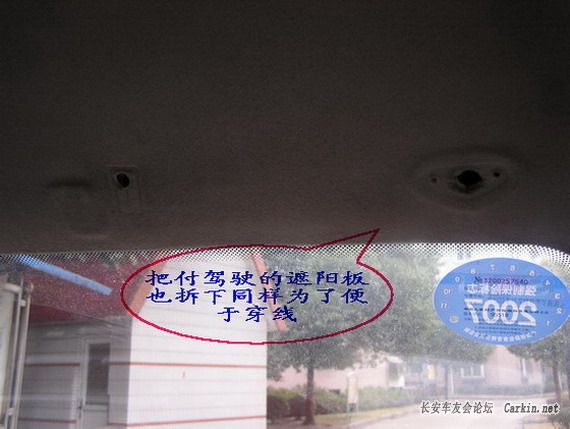 把付驾驶的遮阳板
也拆下同样为了便
于穿线
2007
长安车友会论坛 Carkin.net